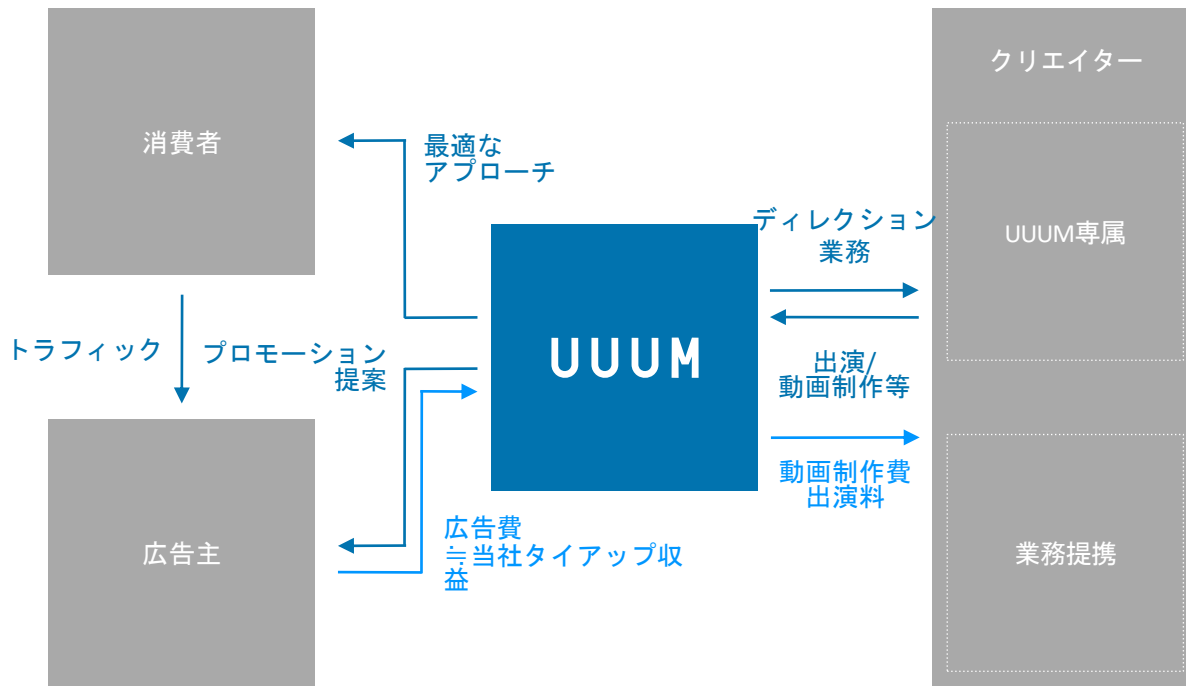 クリエイター
消費者
最適な
アプローチ
ディレクション
業務
UUUM専属
トラフィック
プロモーション
提案
UUUM
出演/
動画制作等
動画制作費
出演料
広告費
≒当社タイアップ収
益
広告主
業務提携